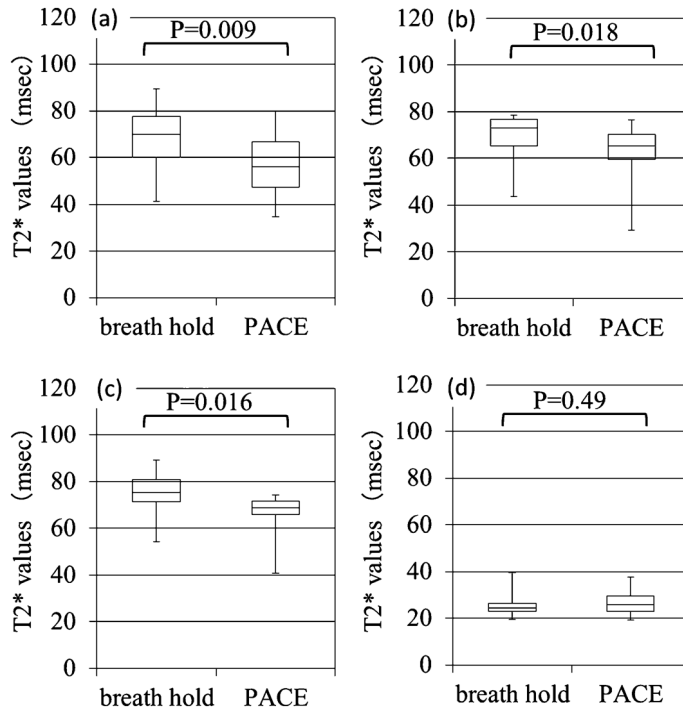 (a)
P=0.009
T2* values (msec)
120
100
80
60
40
20
0
breath hold PACE
(b)
P=0.018
T2* values (msec)
120
100
80
60
40
20
0
breath hold PACE
(c)
P=0.016
T2* values (msec)
120
100
80
60
40
20
0
breath hold PACE
(d)
P=0.49
T2* values (msec)
120
100
80
60
40
20
0
breath hold PACE